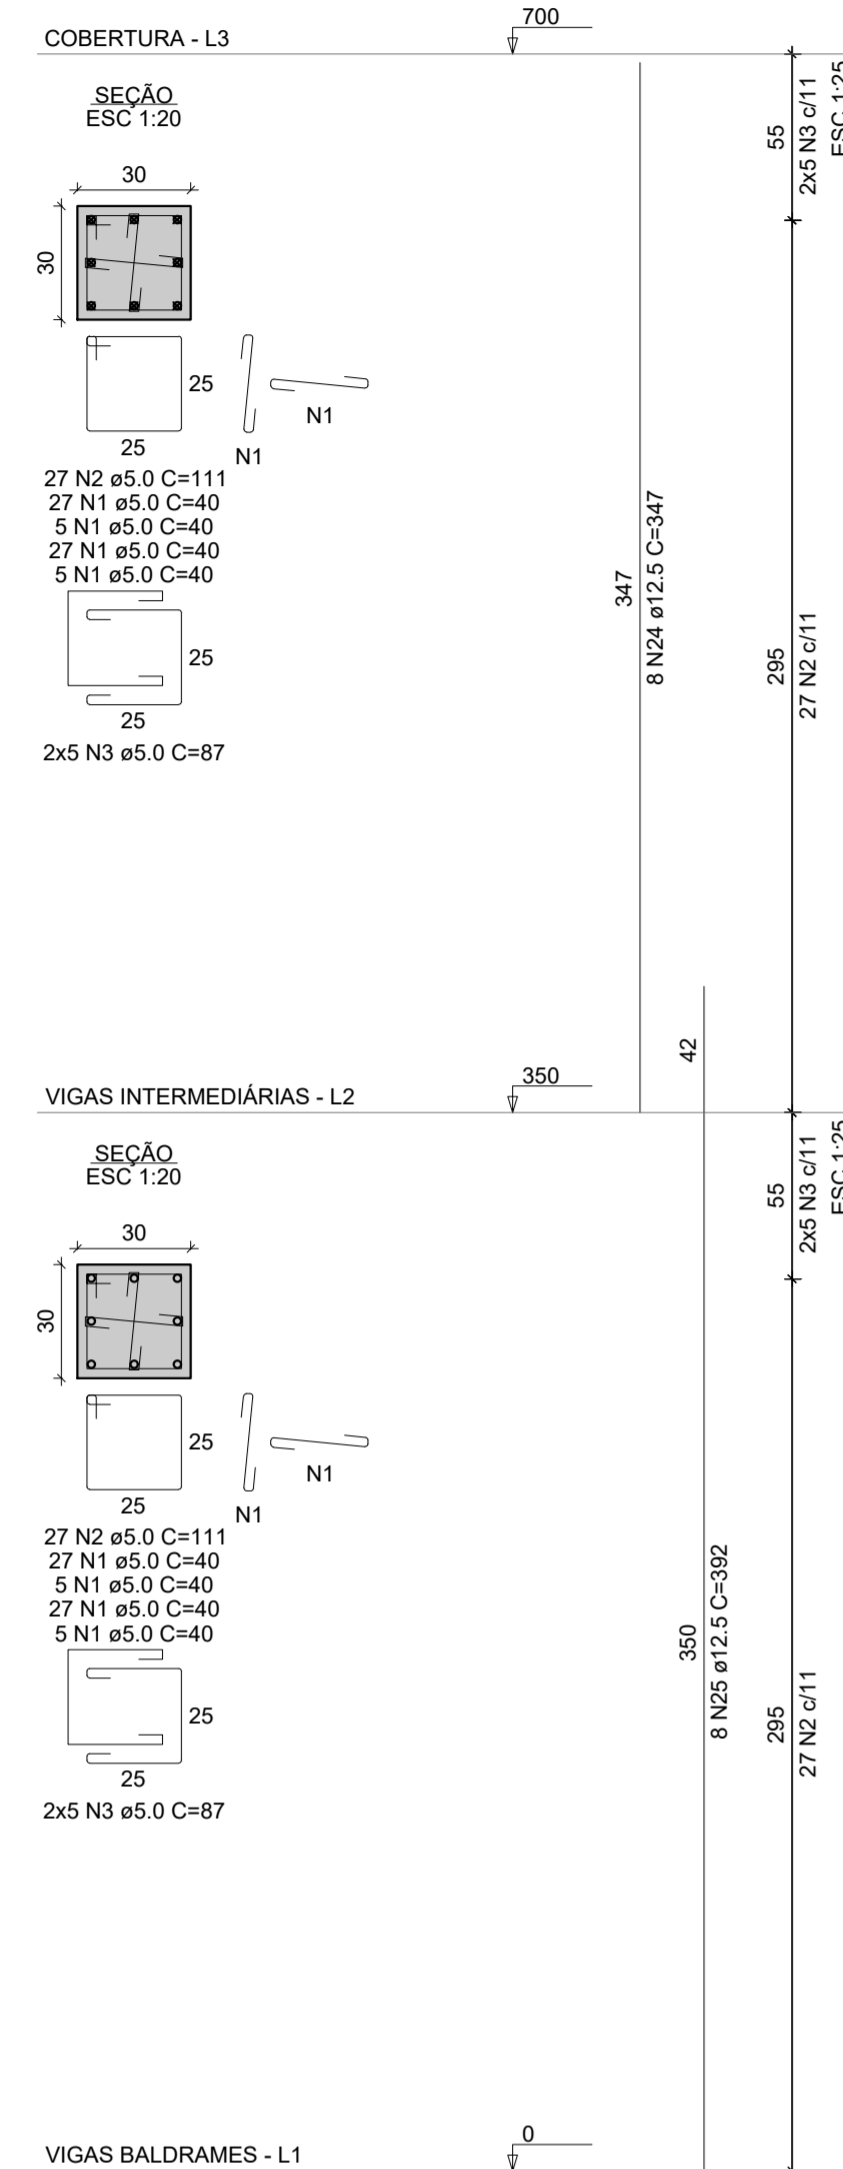 COBERTURA - L3
700
SEÇÃO
ESC 1:20
30
30
25
25
N1
N1
27 N2 ø5.0 C=111
27 N1 ø5.0 C=40
5 N1 ø5.0 C=40
27 N1 ø5.0 C=40
5 N1 ø5.0 C=40
25
25
2x5 N3 ø5.0 C=87
347
8 N24 ø12.5 C=347
55
2x5 N3 c/11
ESC 1:25
295
27 N2 c/11
42
VIGAS INTERMEDIÁRIAS - L2
350
SEÇÃO
ESC 1:20
30
30
25
25
N1
N1
27 N2 ø5.0 C=111
27 N1 ø5.0 C=40
5 N1 ø5.0 C=40
27 N1 ø5.0 C=40
5 N1 ø5.0 C=40
25
25
2x5 N3 ø5.0 C=87
350
8 N25 ø12.5 C=392
55
2x5 N3 c/11
ESC 1:25
295
27 N2 c/11
VIGAS BALDRAMES - L1
0